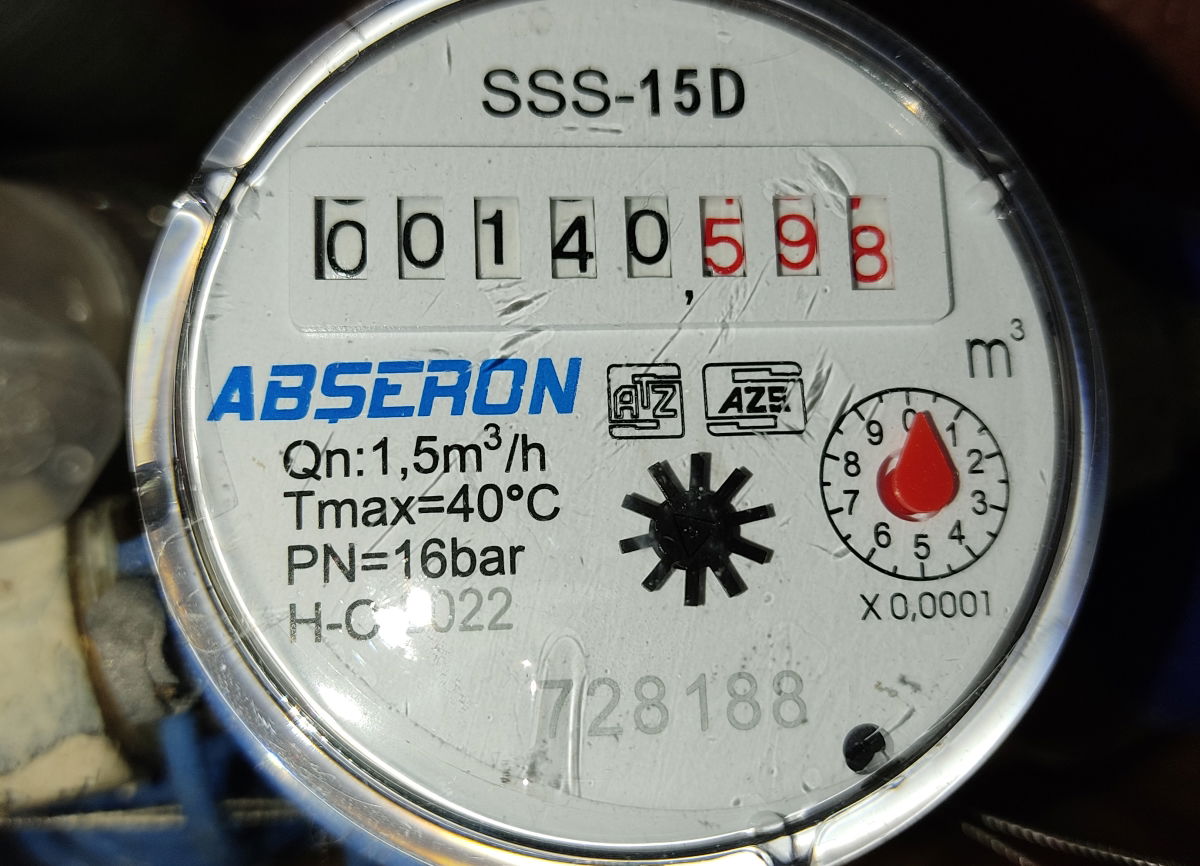 SSS-15D
00140,598
m³
ABŞERON
ATZ
Qn:1,5m³/h
Tmax=40°C
PN=16bar
0 1 2 3 4 5 6 7 8 9
X 0,0001
728188